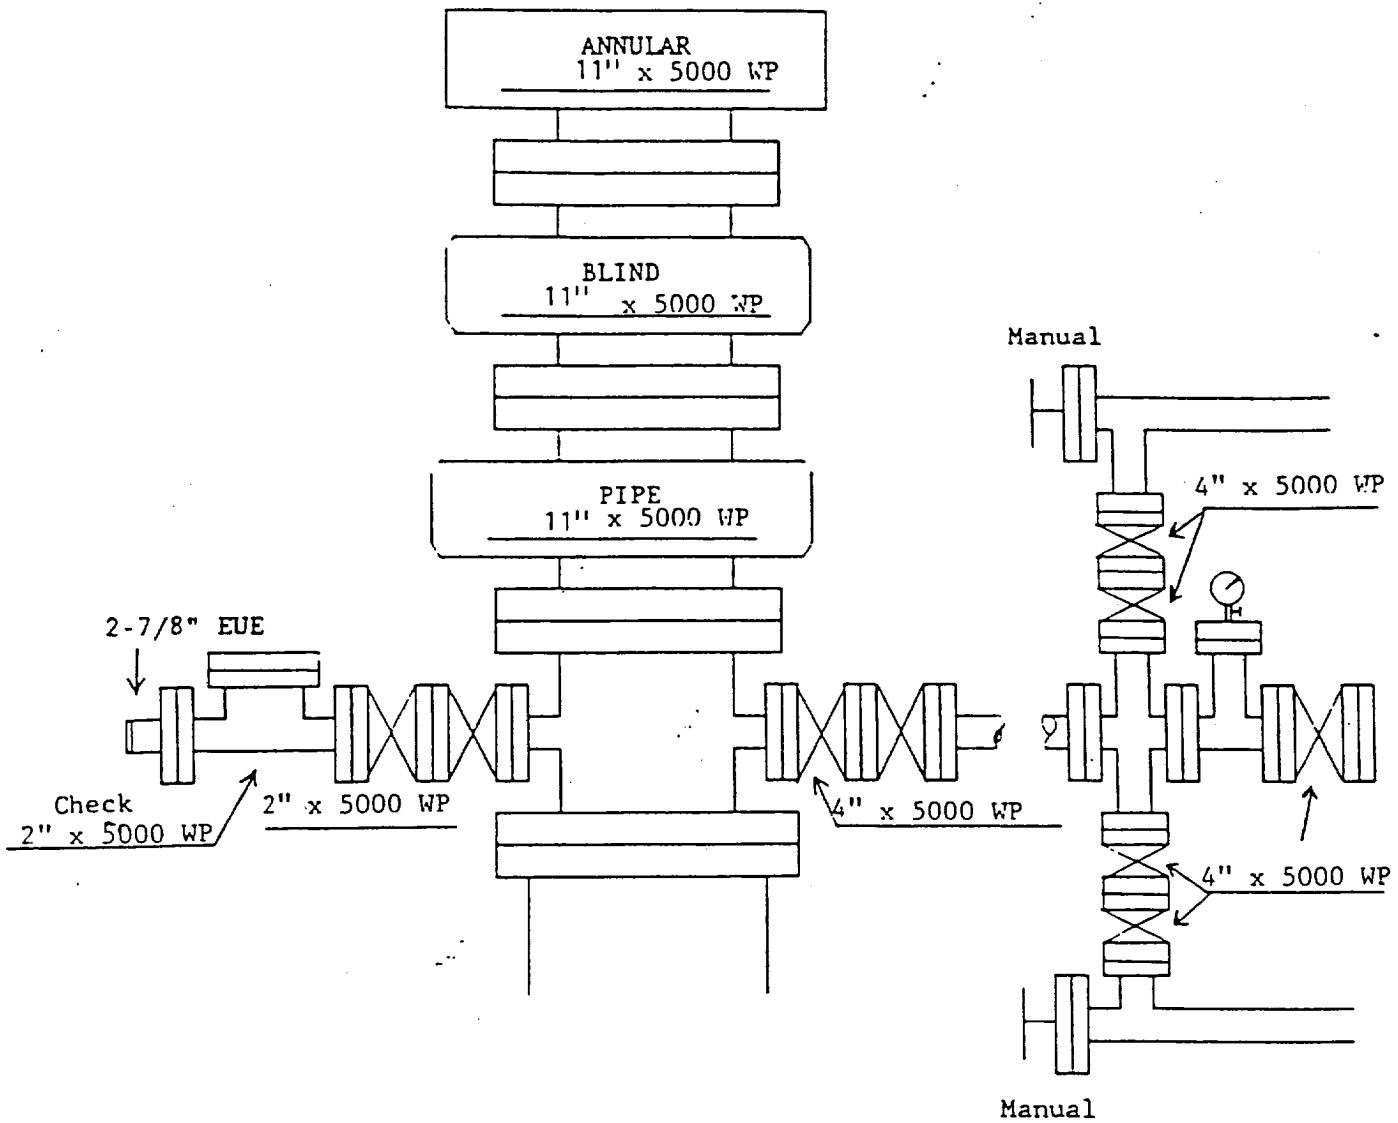 ANNULAR
11" x 5000 WP
BLIND
11" x 5000 WP
Manual
PIPE
11" x 5000 WP
4" x 5000 WP
2-7/8" EUE
Check
2" x 5000 WP
2" x 5000 WP
4" x 5000 WP
4" x 5000 WP
Manual